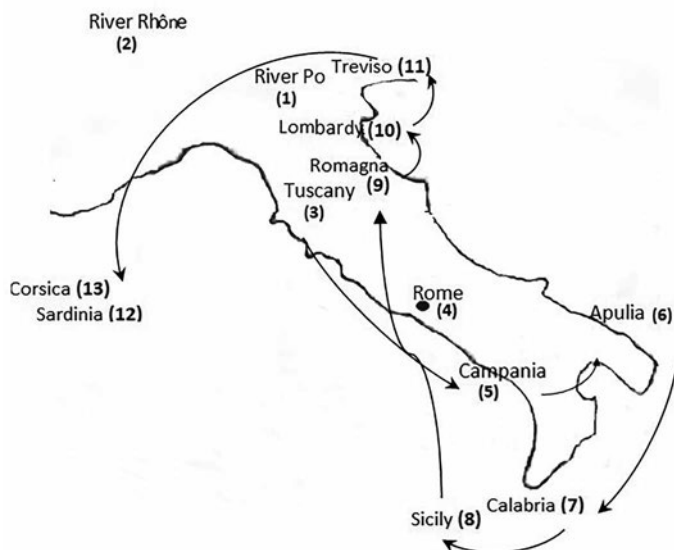 River Rhône
(2)
River Po
(1)
Treviso (11)
Lombardy (10)
Romagna
(9)
Tuscany
(3)
Corsica (13)
Sardinia (12)
Rome
(4)
Apulia (6)
Campania
(5)
Calabria (7)
Sicily (8)